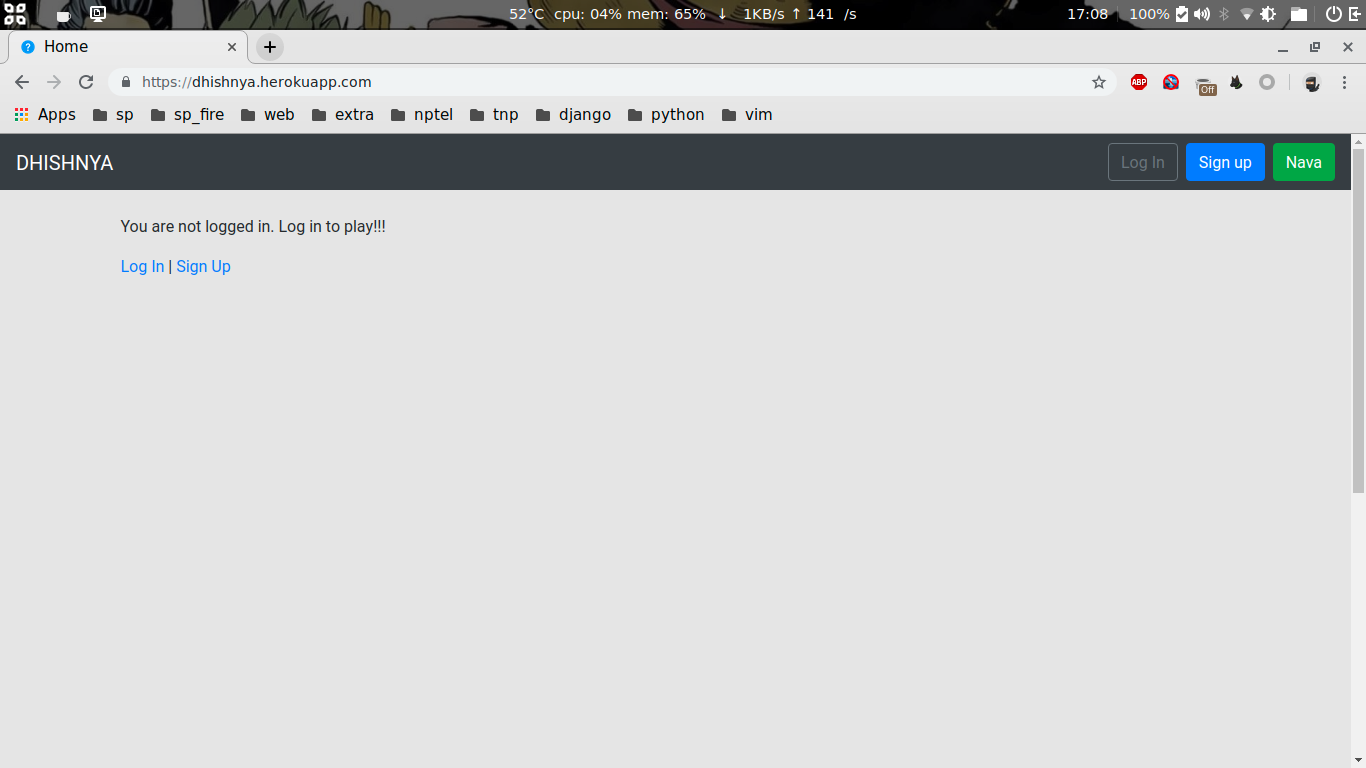 52°C cpu: 04% mem: 65% ↓ 1KB/s ↑ 141 /s 17:08 100%
Home
https://dhishnya.herokuapp.com ABP Off
Apps sp sp_fire web extra nptel tnp django python vim
DHISHNYA Log In Sign up Nava
You are not logged in. Log in to play!!!
Log In | Sign Up